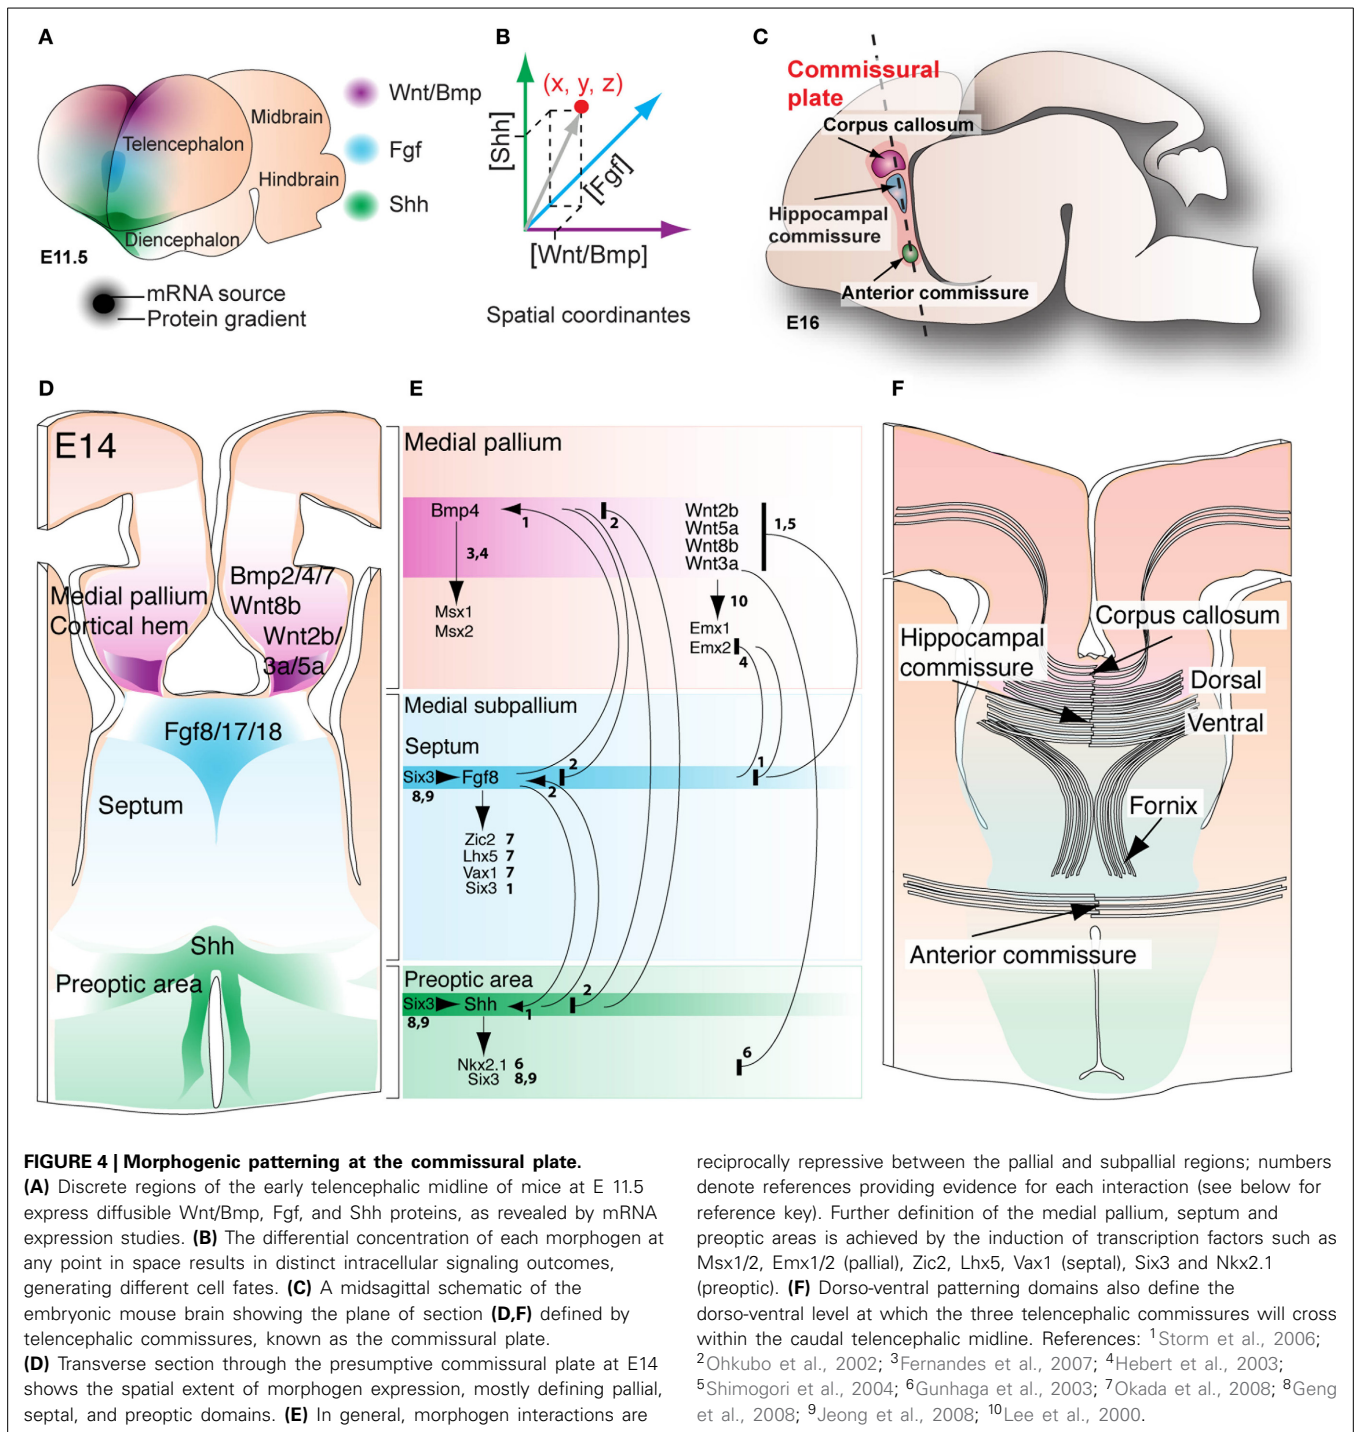 A
Telencephalon
Midbrain
Hindbrain
Diencephalon
E11.5
mRNA source
Protein gradient
Wnt/Bmp
Fgf
Shh
B
(x, y, z)
[Shh]
[Fgf]
[Wnt/Bmp]
Spatial coordinantes
C
Commissural
plate
Corpus callosum
Hippocampal
commissure
Anterior commissure
E16
D
E14
Medial pallium
Cortical hem
Bmp2/4/7
Wnt8b
Wnt2b/
3a/5a
Fgf8/17/18
Septum
Shh
Preoptic area
E
Medial pallium
Bmp4
1
2
Wnt2b
Wnt5a
Wnt8b
Wnt3a
1,5
3,4
10
Msx1
Msx2
Emx1
Emx2
4
Medial subpallium
Septum
Six3
Fgf8
8,9
2
2
1
Zic2 7
Lhx5 7
Vax1 7
Six3 1
Preoptic area
Six3
Shh
8,9
1
2
Nkx2.1 6
Six3 8,9
6
F
Corpus callosum
Hippocampal
commissure
Dorsal
Ventral
Fornix
Anterior commissure
FIGURE 4 | Morphogenic patterning at the commissural plate.
(A) Discrete regions of the early telencephalic midline of mice at E 11.5
express diffusible Wnt/Bmp, Fgf, and Shh proteins, as revealed by mRNA
expression studies. (B) The differential concentration of each morphogen at
any point in space results in distinct intracellular signaling outcomes,
generating different cell fates. (C) A midsagittal schematic of the
embryonic mouse brain showing the plane of section (D,F) defined by
telencephalic commissures, known as the commissural plate.
(D) Transverse section through the presumptive commissural plate at E14
shows the spatial extent of morphogen expression, mostly defining pallial,
septal, and preoptic domains. (E) In general, morphogen interactions are
reciprocally repressive between the pallial and subpallial regions; numbers
denote references providing evidence for each interaction (see below for
reference key). Further definition of the medial pallium, septum and
preoptic areas is achieved by the induction of transcription factors such as
Msx1/2, Emx1/2 (pallial), Zic2, Lhx5, Vax1 (septal), Six3 and Nkx2.1
(preoptic). (F) Dorso-ventral patterning domains also define the
dorso-ventral level at which the three telencephalic commissures will cross
within the caudal telencephalic midline. References: 1Storm et al., 2006;
2Ohkubo et al., 2002; 3Fernandes et al., 2007; 4Hebert et al., 2003;
5Shimogori et al., 2004; 6Gunhaga et al., 2003; 7Okada et al., 2008; 8Geng
et al., 2008; 9Jeong et al., 2008; 10Lee et al., 2000.